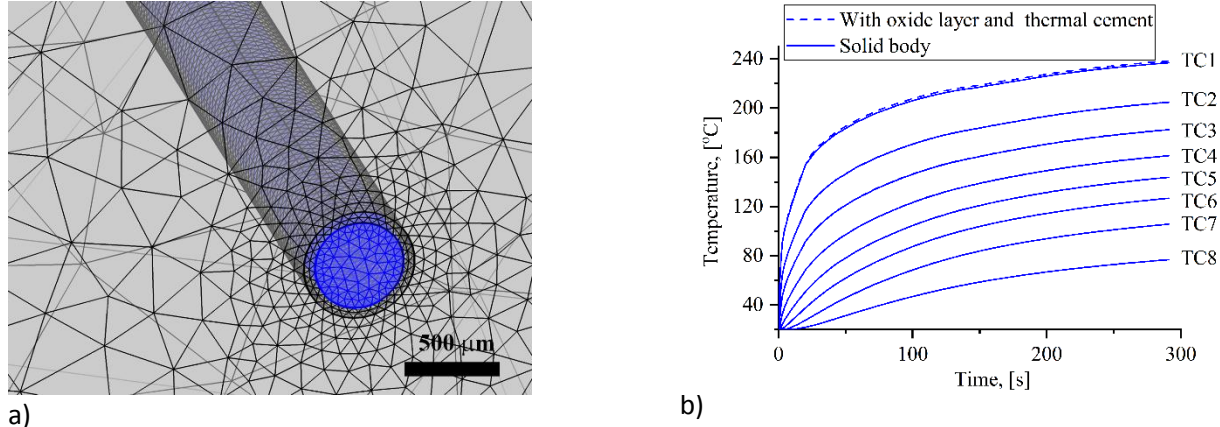 500 µm
a)
With oxide layer and thermal cement
Solid body
Temperature, [°C]
240
200
160
120
80
40
TC1
TC2
TC3
TC4
TC5
TC6
TC7
TC8
0
100
200
300
Time, [s]
b)